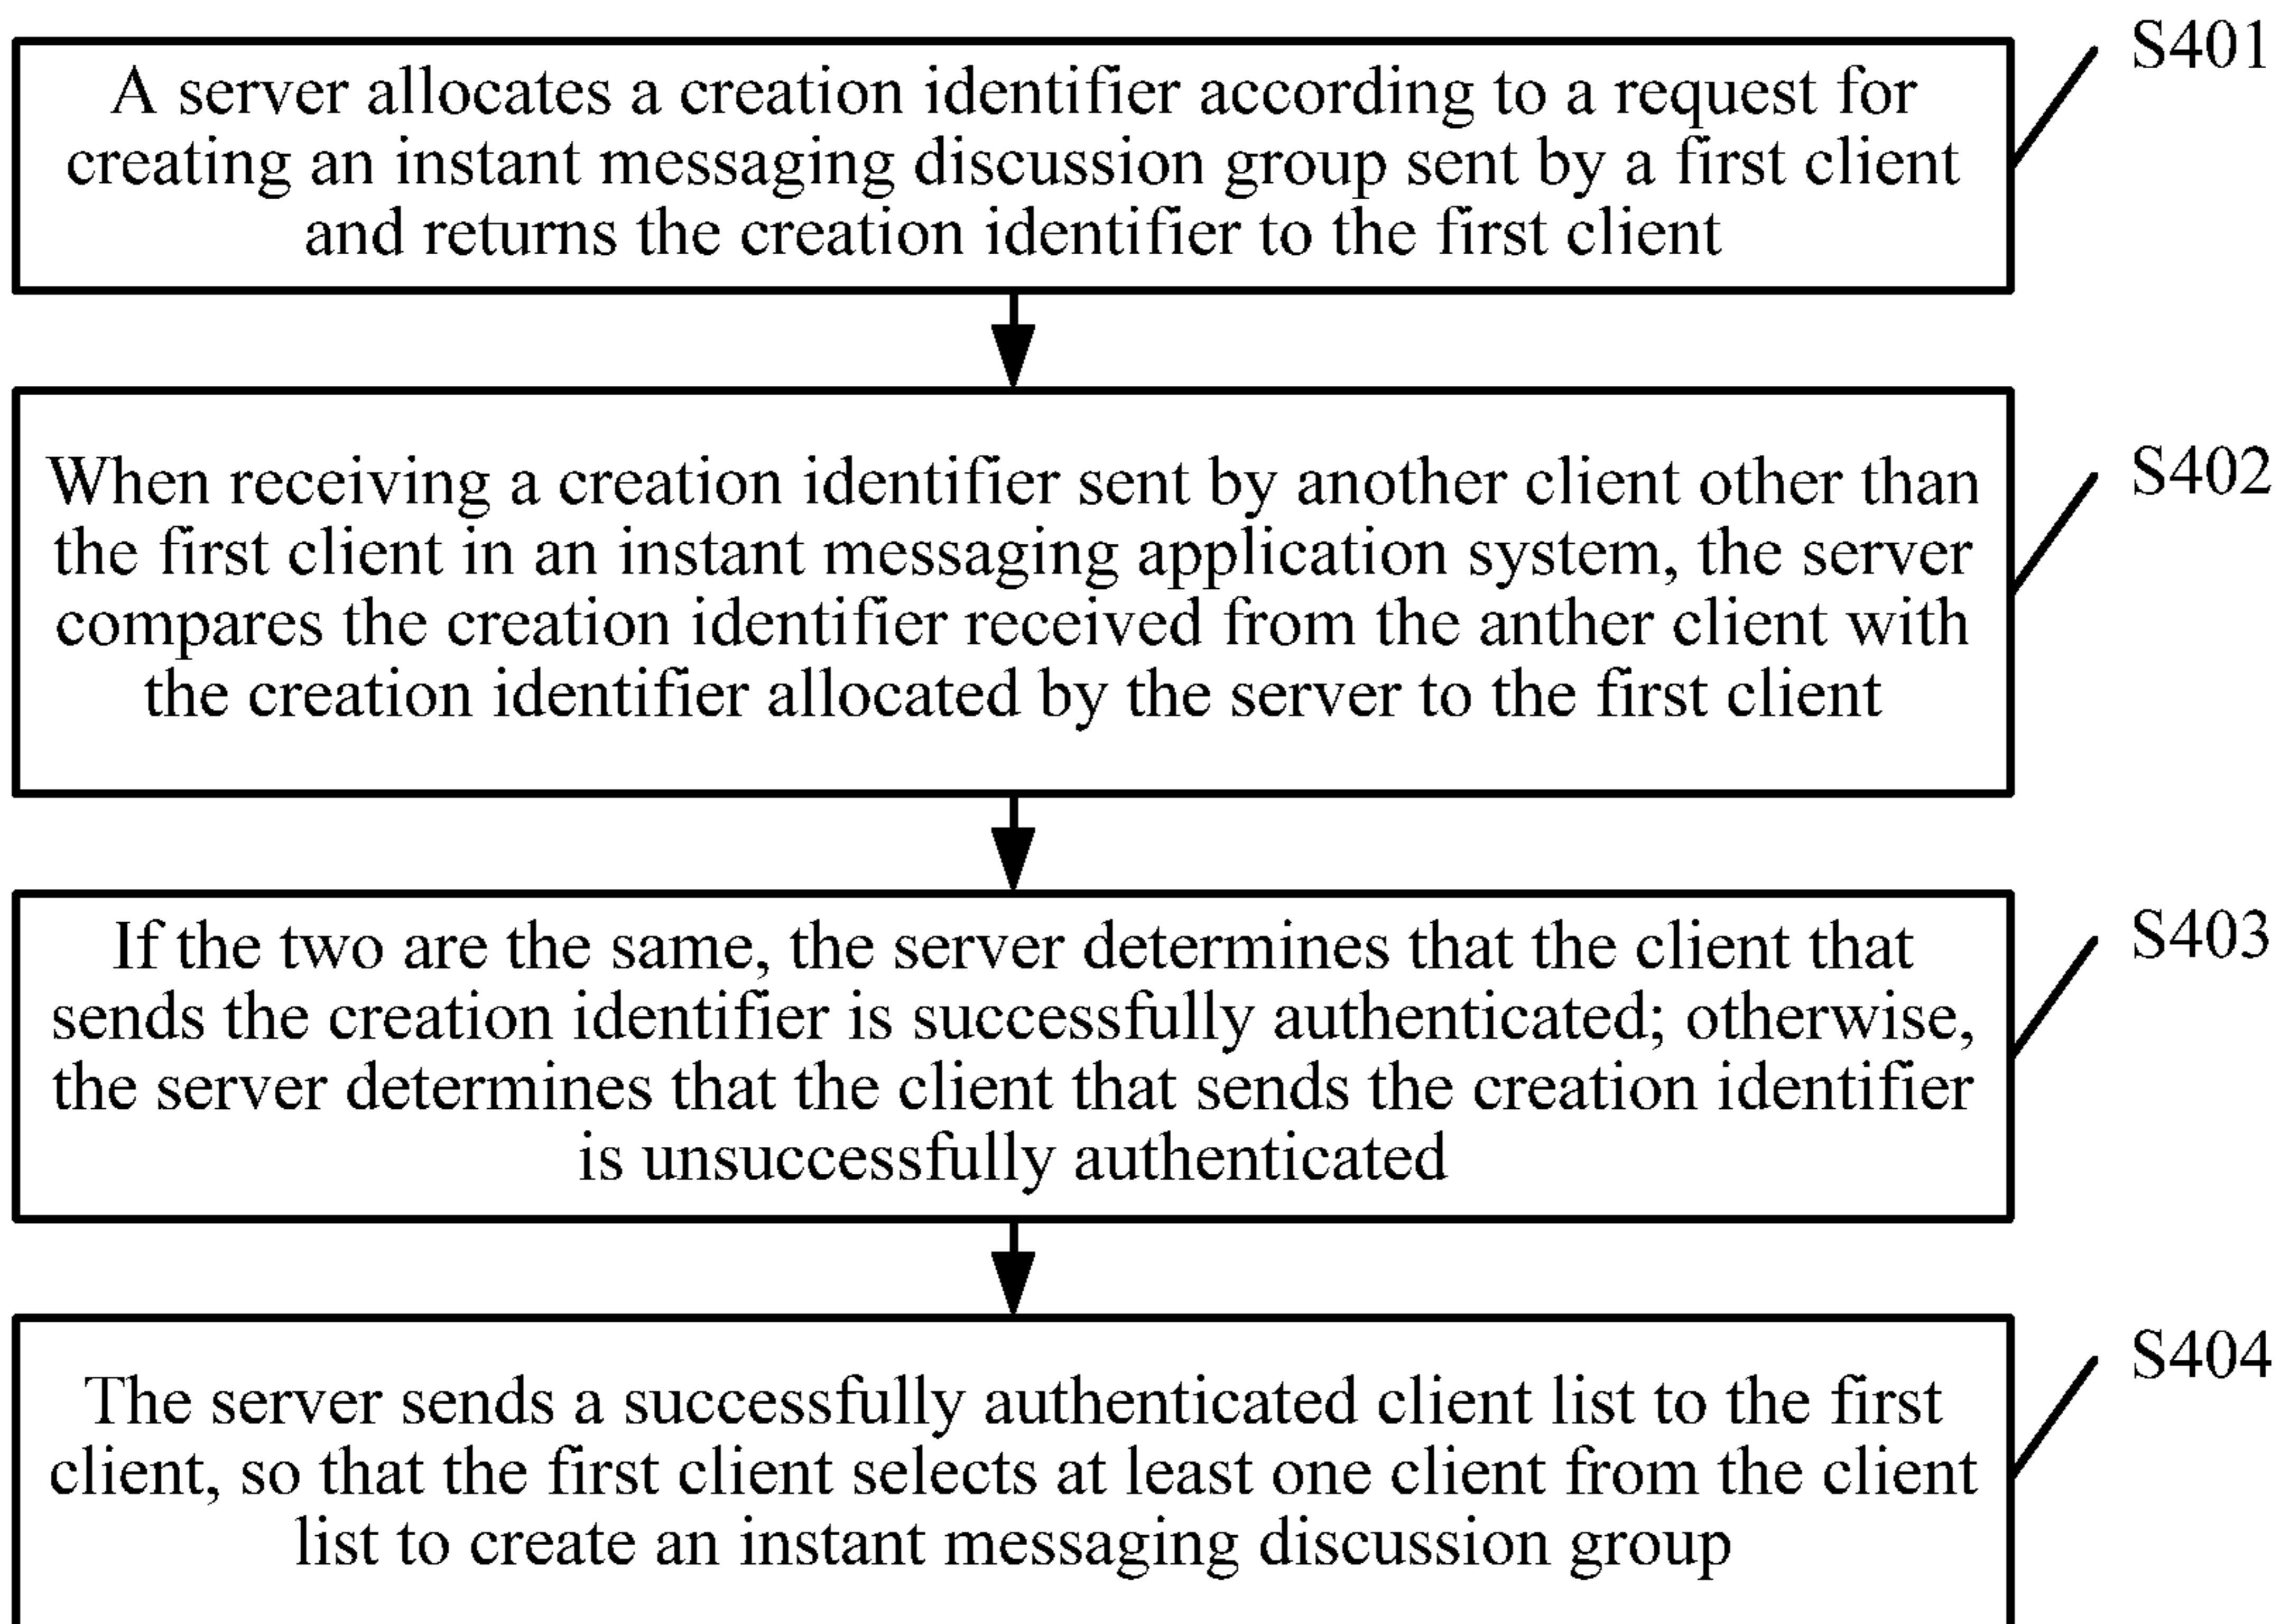 A server allocates a creation identifier according to a request for
creating an instant messaging discussion group sent by a first client
and returns the creation identifier to the first client
S401
When receiving a creation identifier sent by another client other than
the first client in an instant messaging application system, the server
compares the creation identifier received from the anther client with
the creation identifier allocated by the server to the first client
S402
If the two are the same, the server determines that the client that
sends the creation identifier is successfully authenticated; otherwise,
the server determines that the client that sends the creation identifier
is unsuccessfully authenticated
S403
The server sends a successfully authenticated client list to the first
client, so that the first client selects at least one client from the client
list to create an instant messaging discussion group
S404